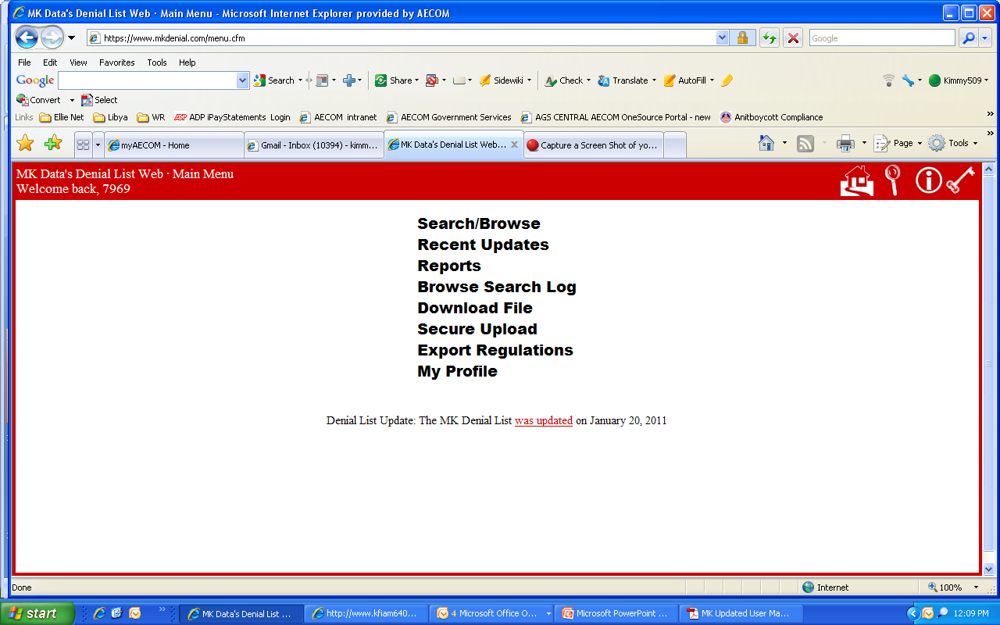 MK Data's Denial List Web · Main Menu - Microsoft Internet Explorer provided by AECOM
https://www.mkdenial.com/menu.cfm
Google
File Edit View Favorites Tools Help
Google Search Share Sidewiki Check Translate AutoFill Kimmy509
Convert Select
Links Ellie Net Libya WR ADP ADP iPayStatements Login AECOM intranet AECOM Government Services AGS CENTRAL AECOM OneSource Portal - new Anitboycott Compliance
myAECOM - Home Gmail - Inbox (10394) - kimm... MK Data's Denial List Web... Capture a Screen Shot of yo... Page Tools
MK Data's Denial List Web · Main Menu
Welcome back, 7969
Search/Browse
Recent Updates
Reports
Browse Search Log
Download File
Secure Upload
Export Regulations
My Profile
Denial List Update: The MK Denial List was updated on January 20, 2011
Done Internet 100%
start MK Data's Denial List ... http://www.kfiam640... 4 Microsoft Office O... Microsoft PowerPoint ... MK Updated User Ma... 12:09 PM